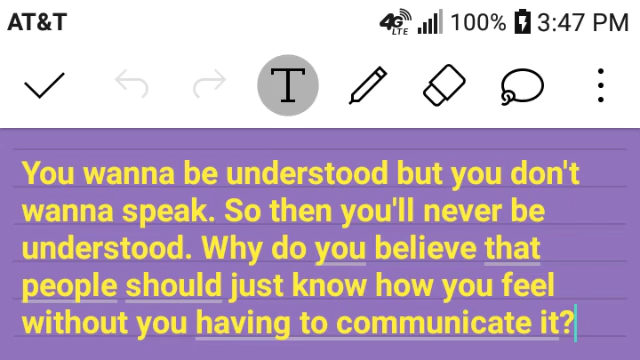 AT&T 4G LTE 100% 3:47 PM
T
You wanna be understood but you don't
wanna speak. So then you'll never be
understood. Why do you believe that
people should just know how you feel
without you having to communicate it?